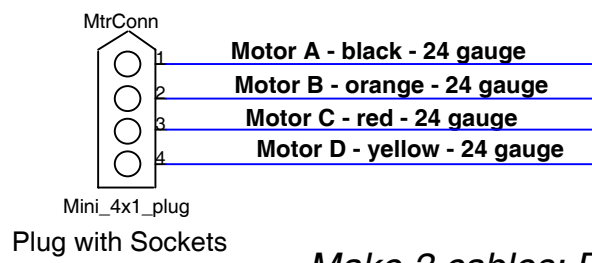 MtrConn
1 Motor A - black - 24 gauge
2 Motor B - orange - 24 gauge
3 Motor C - red - 24 gauge
4 Motor D - yellow - 24 gauge
Mini_4x1_plug
Plug with Sockets
Make 2 cables: